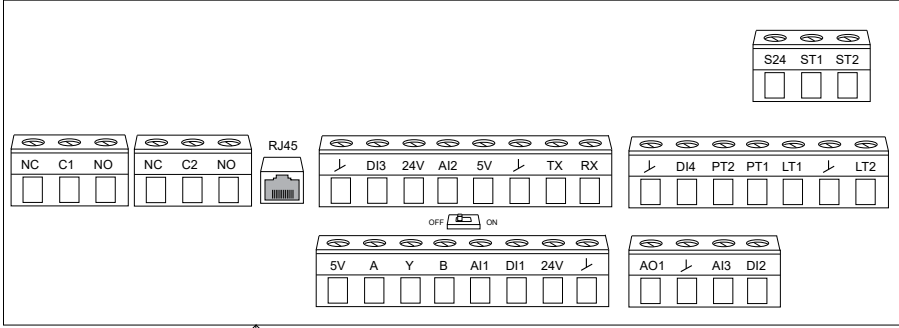 S24 ST1 ST2
NC C1 NO
NC C2 NO
RJ45
DI3 24V AI2 5V TX RX
DI4 PT2 PT1 LT1 LT2
OFF ON
5V A Y B AI1 DI1 24V
AO1 AI3 DI2